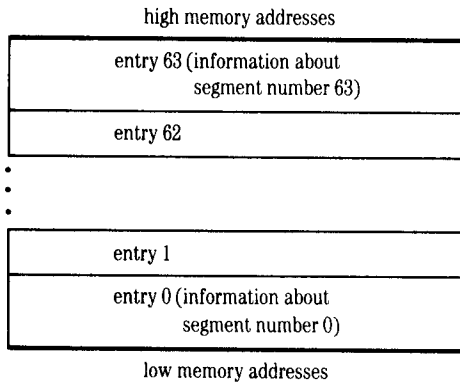 high memory addresses
entry 63 (information about
segment number 63)
entry 62
entry 1
entry 0 (information about
segment number 0)
low memory addresses